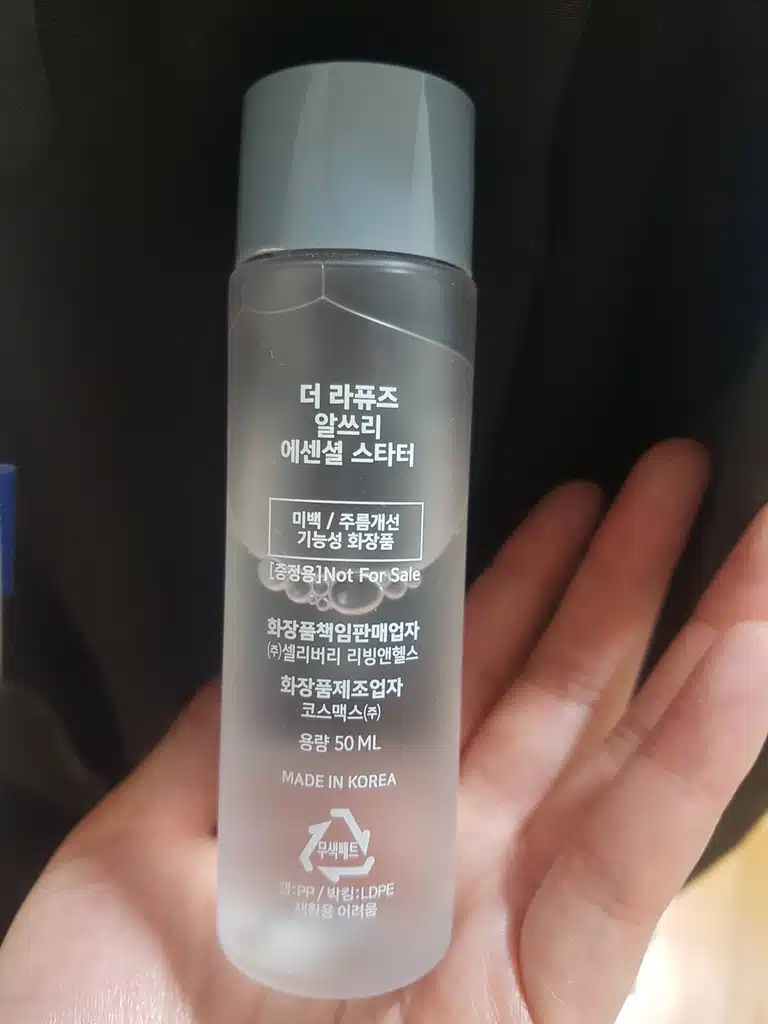 더 라퓨즈
알쓰리
에센셜 스타터
미백 / 주름개선
기능성 화장품
[증정용]Not For Sale
화장품책임판매업자
㈜셀리버리 리빙앤헬스
화장품제조업자
코스맥스㈜
용량 50 ML
MADE IN KOREA
무색페트
캡:PP / 박킹:LDPE
재활용 어려움